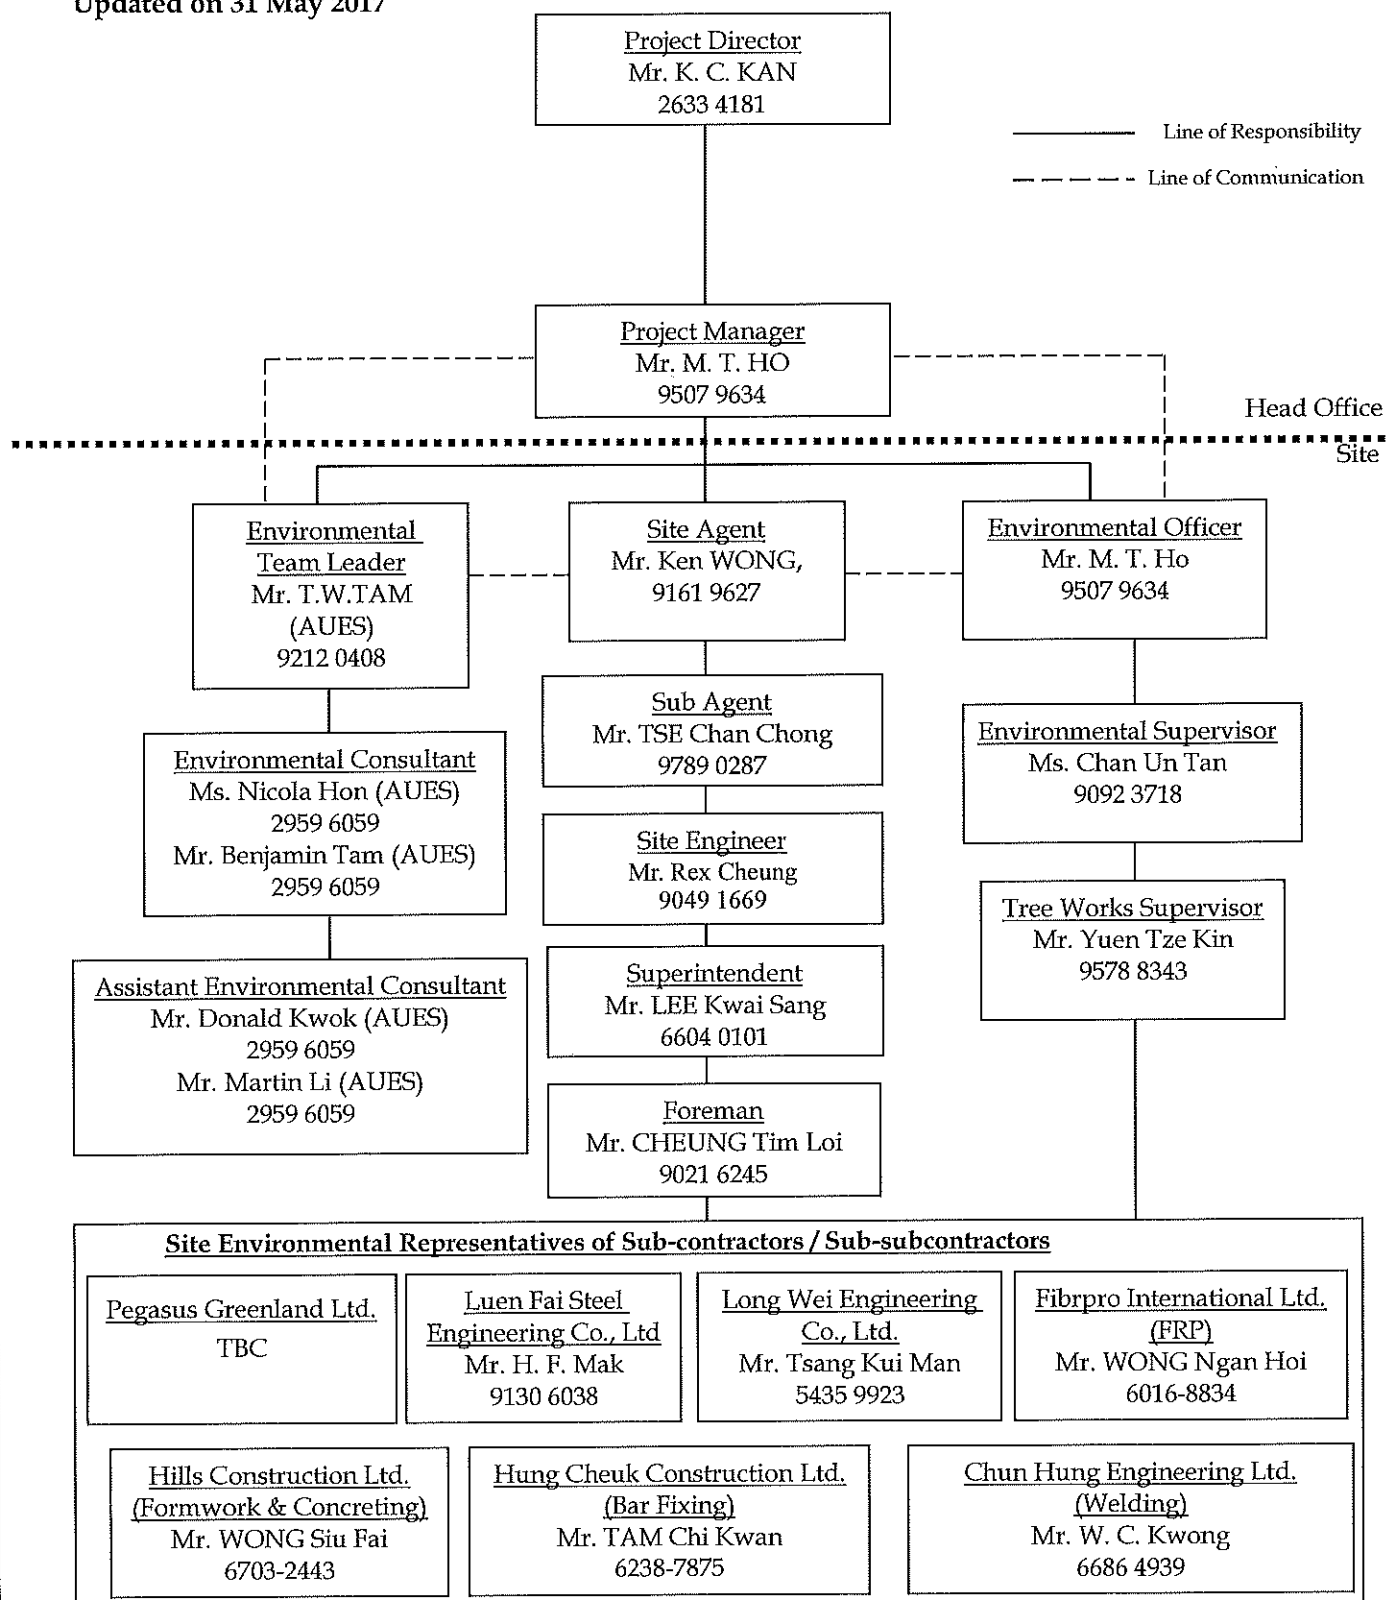 Updated on 31 May 2017
Project Director
Mr. K. C. KAN
2633 4181
Line of Responsibility
Line of Communication
Project Manager
Mr. M. T. HO
9507 9634
Head Office
Site
Environmental
Team Leader
Mr. T.W.TAM
(AUES)
9212 0408
Site Agent
Mr. Ken WONG,
9161 9627
Environmental Officer
Mr. M. T. Ho
9507 9634
Sub Agent
Mr. TSE Chan Chong
9789 0287
Environmental Supervisor
Ms. Chan Un Tan
9092 3718
Environmental Consultant
Ms. Nicola Hon (AUES)
2959 6059
Mr. Benjamin Tam (AUES)
2959 6059
Site Engineer
Mr. Rex Cheung
9049 1669
Tree Works Supervisor
Mr. Yuen Tze Kin
9578 8343
Assistant Environmental Consultant
Mr. Donald Kwok (AUES)
2959 6059
Mr. Martin Li (AUES)
2959 6059
Superintendent
Mr. LEE Kwai Sang
6604 0101
Foreman
Mr. CHEUNG Tim Loi
9021 6245
Site Environmental Representatives of Sub-contractors / Sub-subcontractors
Pegasus Greenland Ltd.
TBC
Luen Fai Steel
Engineering Co., Ltd
Mr. H. F. Mak
9130 6038
Long Wei Engineering
Co., Ltd.
Mr. Tsang Kui Man
5435 9923
Fibrpro International Ltd.
(FRP)
Mr. WONG Ngan Hoi
6016-8834
Hills Construction Ltd.
(Formwork & Concreting)
Mr. WONG Siu Fai
6703-2443
Hung Cheuk Construction Ltd.
(Bar Fixing)
Mr. TAM Chi Kwan
6238-7875
Chun Hung Engineering Ltd.
(Welding)
Mr. W. C. Kwong
6686 4939